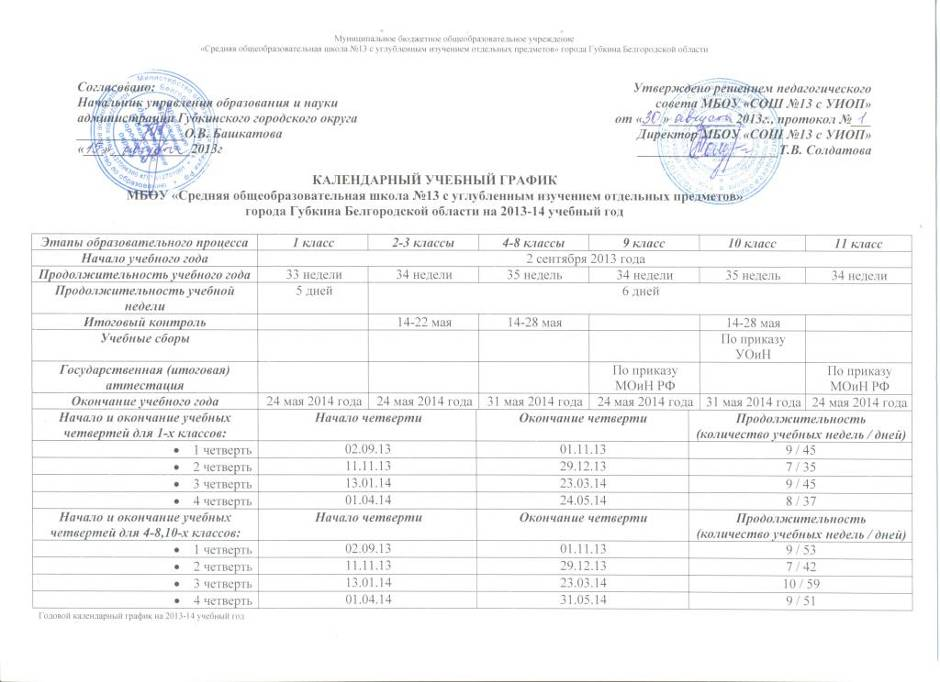 Муниципальное бюджетное общеобразовательное учреждение
«Средняя общеобразовательная школа №13 с углубленным изучением отдельных предметов» города Губкина Белгородской области
Согласовано:
Начальник управления образования и науки
администрации Губкинского городского округа
О.В. Башкатова
августа 2013г
Утверждено решением педагогического
совета МБОУ «СОШ №13 с УИОП»
от «30» августа 2013г., протокол № 1
Директор МБОУ «СОШ №13 с УИОП»
Т.В. Солдатова
КАЛЕНДАРНЫЙ УЧЕБНЫЙ ГРАФИК
МБОУ «Средняя общеобразовательная школа №13 с углубленным изучением отдельных предметов»
города Губкина Белгородской области на 2013-14 учебный год
Этапы образовательного процесса 1 класс 2-3 классы 4-8 классы 9 класс 10 класс 11 класс
Начало учебного года 2 сентября 2013 года
Продолжительность учебного года 33 недели 34 недели 35 недель 34 недели 35 недель 34 недели
Продолжительность учебной 5 дней 6 дней
недели
Итоговый контроль 14-22 мая 14-28 мая 14-28 мая
Учебные сборы По приказу
УОиН
Государственная (итоговая) По приказу По приказу
аттестация МОиН РФ МОиН РФ
Окончание учебного года 24 мая 2014 года 24 мая 2014 года 31 мая 2014 года 24 мая 2014 года 31 мая 2014 года 24 мая 2014 года
Начало и окончание учебных Начало четверти Окончание четверти Продолжительность
четвертей для 1-х классов: (количество учебных недель / дней)
• 1 четверть 02.09.13 01.11.13 9 / 45
• 2 четверть 11.11.13 29.12.13 7 / 35
• 3 четверть 13.01.14 23.03.14 9 / 45
• 4 четверть 01.04.14 24.05.14 8 / 37
Начало и окончание учебных Начало четверти Окончание четверти Продолжительность
четвертей для 4-8,10-х классов: (количество учебных недель / дней)
• 1 четверть 02.09.13 01.11.13 9 / 53
• 2 четверть 11.11.13 29.12.13 7 / 42
• 3 четверть 13.01.14 23.03.14 10 / 59
• 4 четверть 01.04.14 31.05.14 9 / 51
Годовой календарный график на 2013-14 учебный год